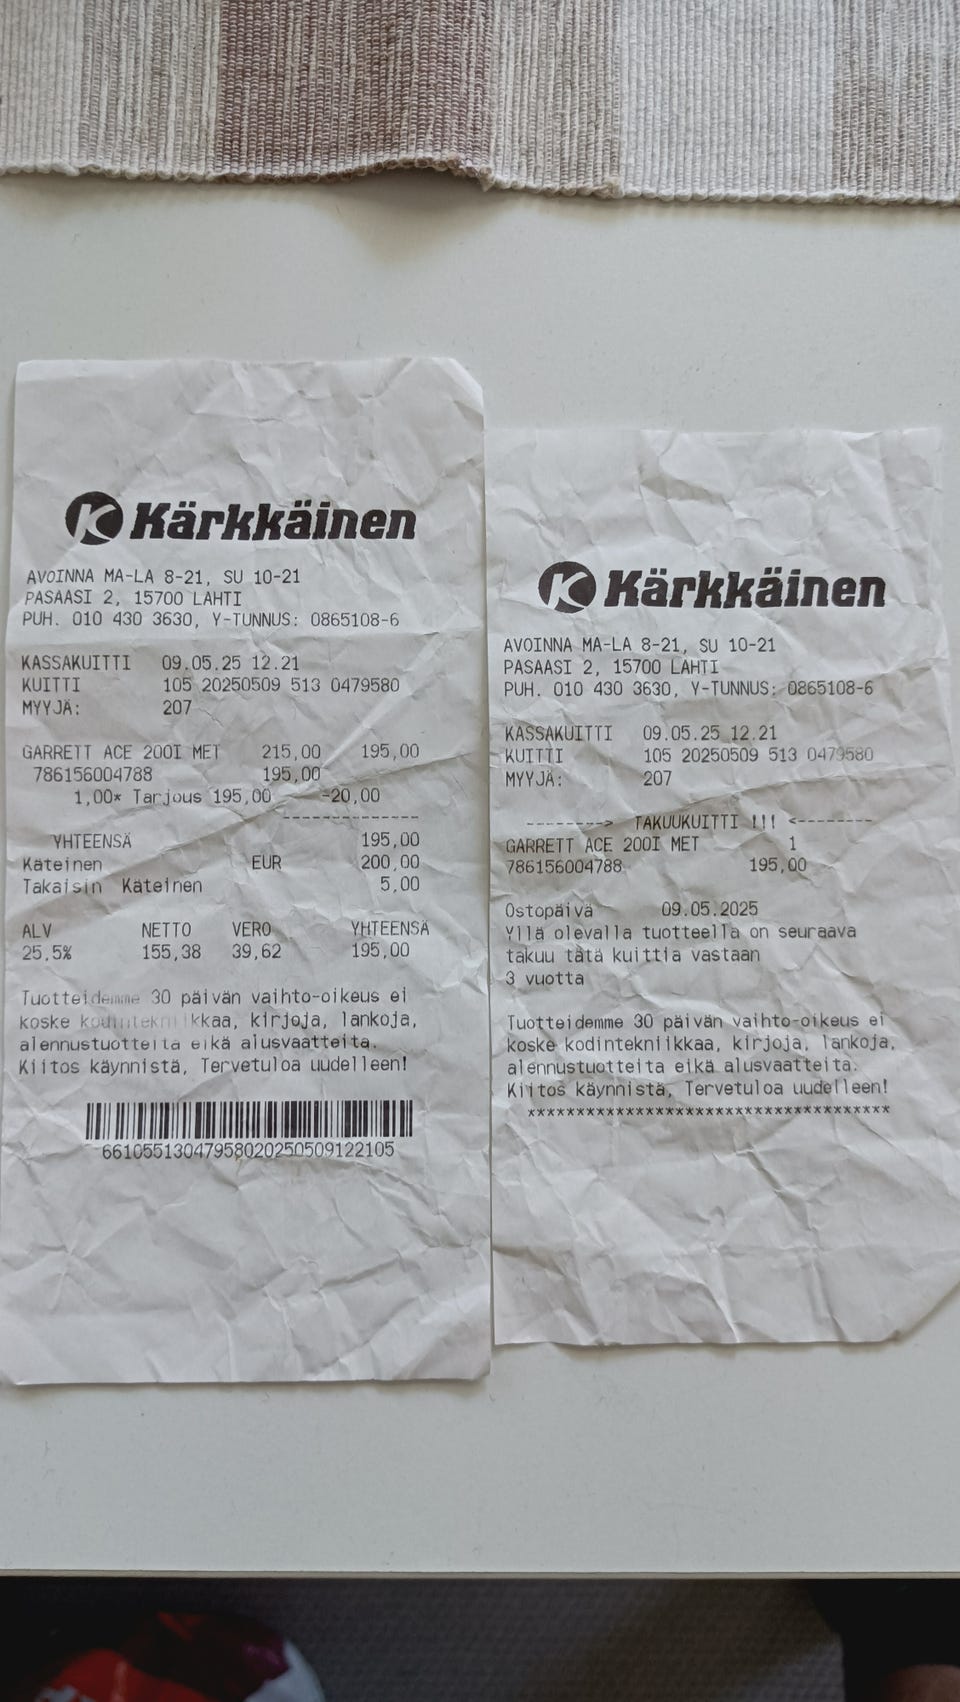 Kärkkäinen
AVOINNA MA-LA 8-21, SU 10-21
PASAASI 2, 15700 LAHTI
PUH. 010 430 3630, Y-TUNNUS: 0865108-6
KASSAKUITTI 09.05.25 12.21
KUITTI 105 20250509 513 0479580
MYYJÄ: 207
GARRETT ACE 200I MET 215,00 195,00
786156004788 195,00
1,00* Tarjous 195,00 -20,00
--------------
YHTEENSÄ 195,00
Käteinen EUR 200,00
Takaisin Käteinen 5,00
ALV NETTO VERO YHTEENSÄ
25.5% 155,38 39,62 195,00
Tuotteidemme 30 päivän vaihto-oikeus ei
koske kodintekniikkaa, kirjoja, lankoja,
alennustuotteita eikä alusvaatteita.
Kiitos käynnistä, Tervetuloa uudelleen!
6610551304795802025050912​2105
Kärkkäinen
AVOINNA MA-LA 8-21, SU 10-21
PASAASI 2, 15700 LAHTI
PUH. 010 430 3630, Y-TUNNUS: 0865108-6
KASSAKUITTI 09.05.25 12.21
KUITTI 105 20250509 513 0479580
MYYJÄ: 207
--------> TAKUUKUITTI !!! <--------
GARRETT ACE 200I MET 1
786156004788 195,00
Ostopäivä 09.05.2025
Yllä olevalla tuotteella on seuraava
takuu tätä kuittia vastaan
3 vuotta
Tuotteidemme 30 päivän vaihto-oikeus ei
koske kodintekniikkaa, kirjoja, lankoja,
alennustuotteita eikä alusvaatteita.
Kiitos käynnistä, Tervetuloa uudelleen!
*************************************